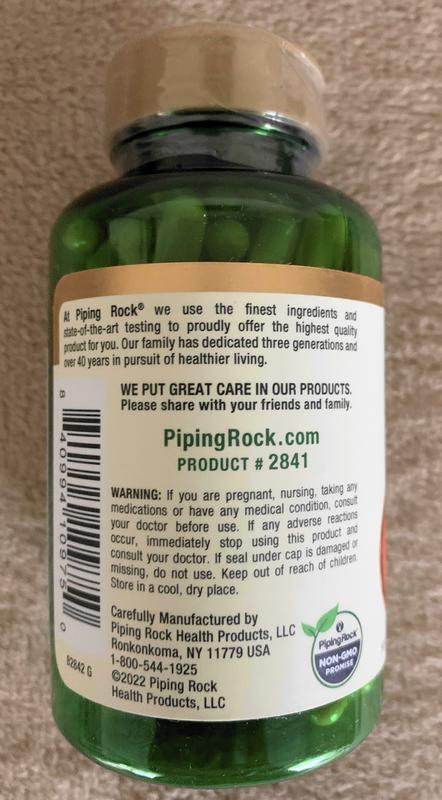 At Piping Rock® we use the finest ingredients and
state-of-the-art testing to proudly offer the highest quality
product for you. Our family has dedicated three generations and
over 40 years in pursuit of healthier living.
WE PUT GREAT CARE IN OUR PRODUCTS.
Please share with your friends and family.
PipingRock.com
PRODUCT # 2841
WARNING: If you are pregnant, nursing, taking any
medications or have any medical condition, consult
your doctor before use. If any adverse reactions
occur, immediately stop using this product and
consult your doctor. If seal under cap is damaged or
missing, do not use. Keep out of reach of children.
Store in a cool, dry place.
Carefully Manufactured by
Piping Rock Health Products, LLC
Ronkonkoma, NY 11779 USA
1-800-544-1925
©2022 Piping Rock
Health Products, LLC
PipingRock®
NON-GMO
PROMISE
8 40994 10975 0
B2842 G